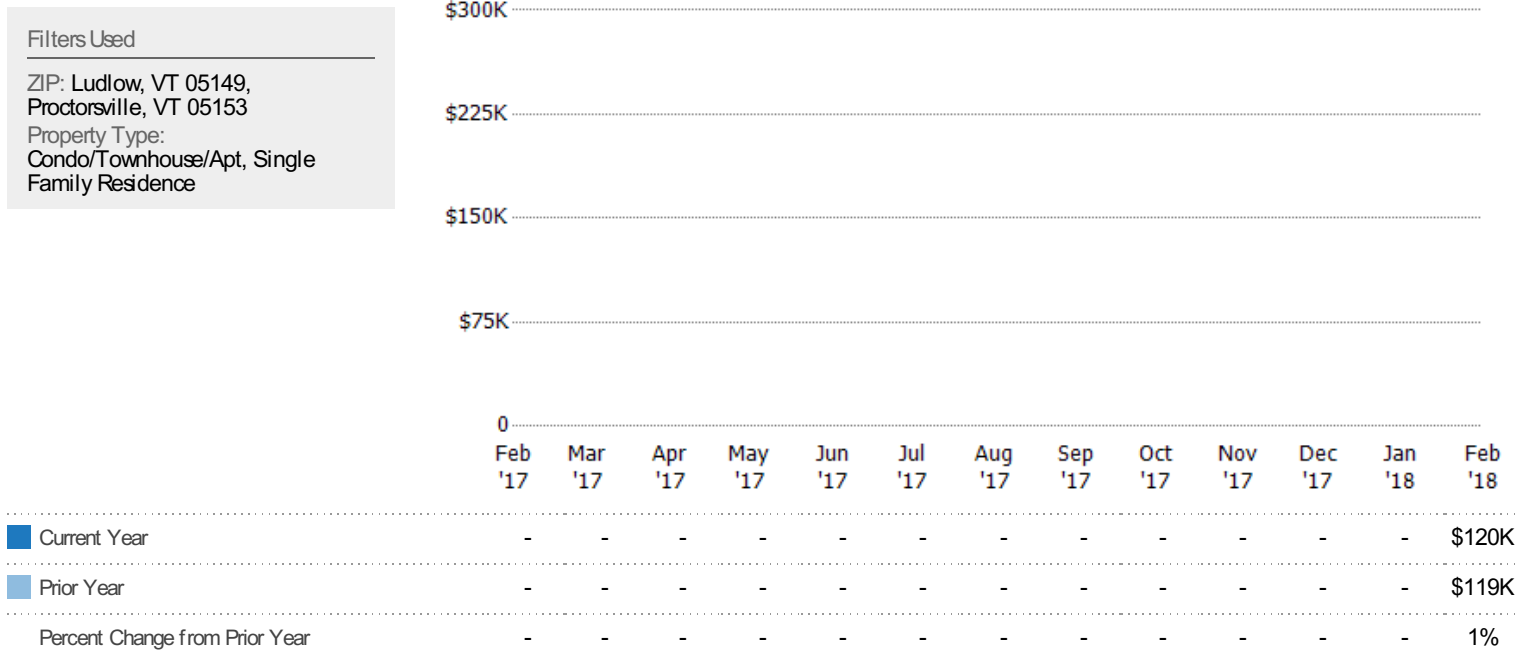 Filters Used
ZIP: Ludlow, VT 05149,
Proctorsville, VT 05153
Property Type:
Condo/Townhouse/Apt, Single
Family Residence
$300K
$225K
$150K
$75K
0
Feb '17 Mar '17 Apr '17 May '17 Jun '17 Jul '17 Aug '17 Sep '17 Oct '17 Nov '17 Dec '17 Jan '18 Feb '18
Current Year - - - - - - - - - - - - $120K
Prior Year - - - - - - - - - - - - $119K
Percent Change from Prior Year - - - - - - - - - - - - 1%